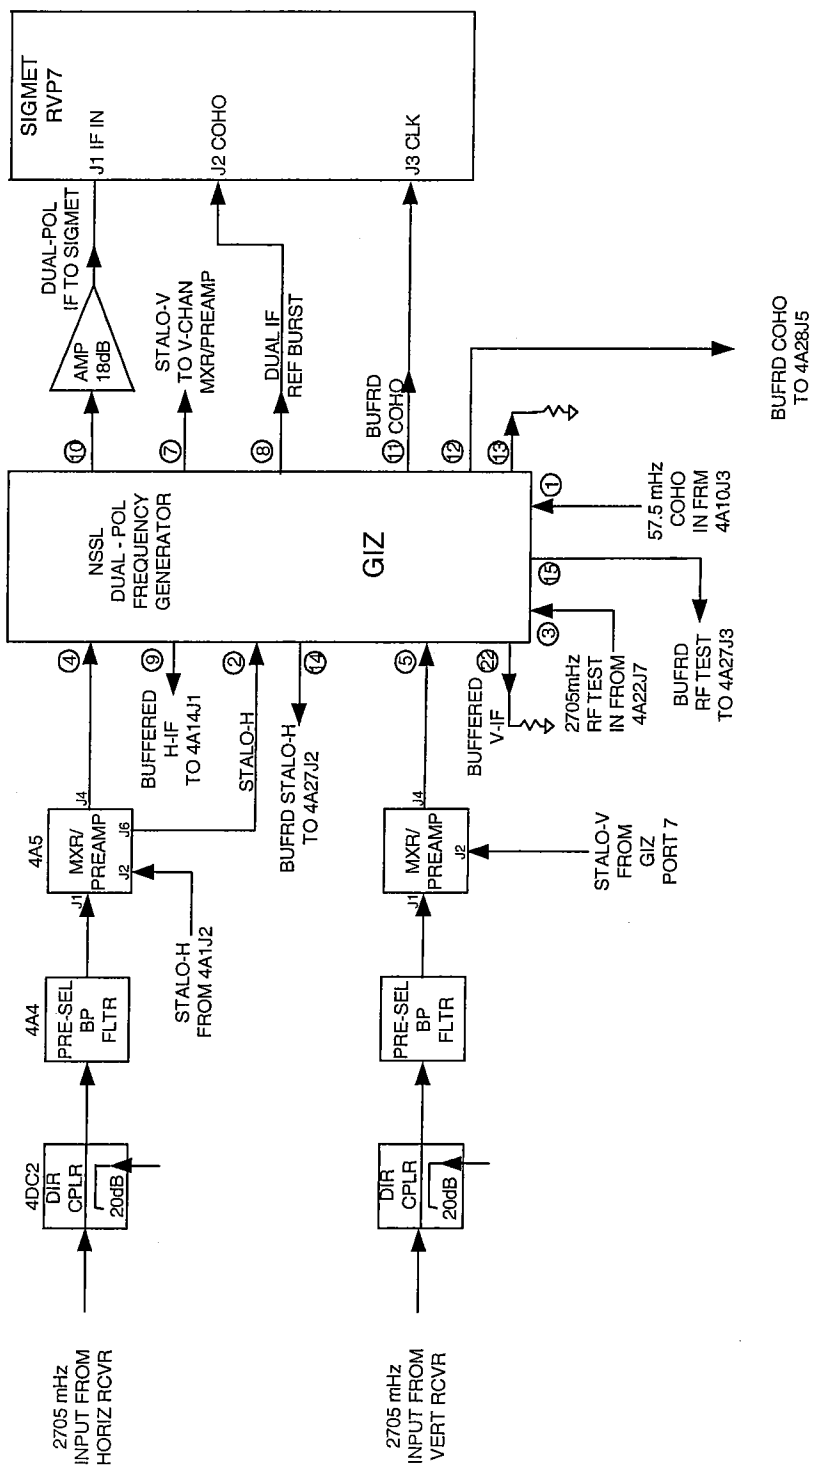 2705 mHz
INPUT FROM
HORIZ RCVR
4DC2
DIR
CPLR
20dB
4A4
PRE-SEL
BP
FLTR
4A5
J1
MXR/
PREAMP
J4
J6
J2
STALO-H
FROM 4A1J2
2705 mHz
INPUT FROM
VERT RCVR
DIR
CPLR
20dB
PRE-SEL
BP
FLTR
J1
MXR/
PREAMP
J4
J2
STALO-V
FROM
GIZ
PORT 7
4
9
BUFFERED
H-IF
TO 4A14J1
2
STALO-H
14
BUFRD STALO-H
TO 4A27J2
5
22
BUFFERED
V-IF
3
2705mHz
RF TEST
IN FROM
4A22J7
15
BUFRD
RF TEST
TO 4A27J3
1
57.5 mHz
COHO
IN FRM
4A10J3
NSSL
DUAL - POL
FREQUENCY
GENERATOR
GIZ
10
AMP
18dB
DUAL-POL
IF TO SIGMET
7
STALO-V
TO V-CHAN
MXR/PREAMP
8
DUAL IF
REF BURST
11
BUFRD
COHO
12
13
BUFRD COHO
TO 4A28J5
SIGMET
RVP7
J1 IF IN
J2 COHO
J3 CLK